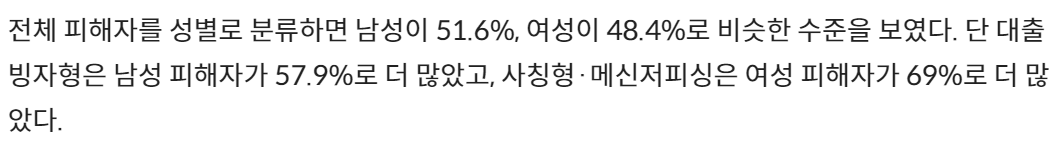 전체 피해자를 성별로 분류하면 남성이 51.6%, 여성이 48.4%로 비슷한 수준을 보였다. 단 대출
빙자형은 남성 피해자가 57.9%로 더 많았고, 사칭형·메신저피싱은 여성 피해자가 69%로 더 많
았다.